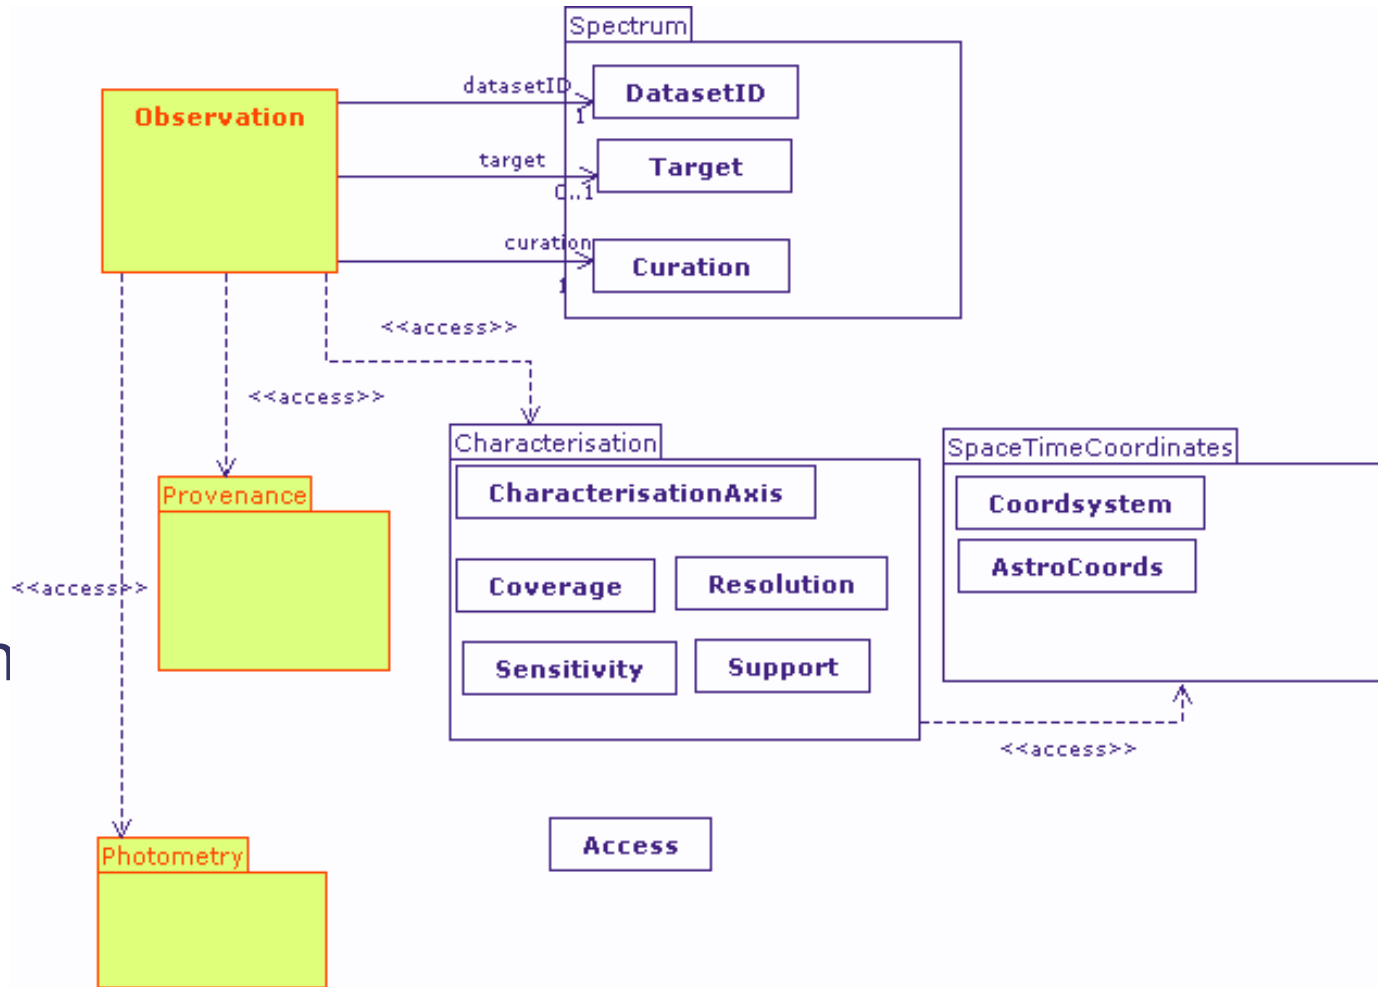 Spectrum
datasetID
DatasetID
1
Observation
target
Target
0..1
curation
Curation
1
<<access>>
<<access>>
Characterisation
SpaceTimeCoordinates
CharacterisationAxis
Coordsystem
Provenance
AstroCoords
<<access>>
Coverage
Resolution
n
Sensitivity
Support
<<access>>
Access
Photometry